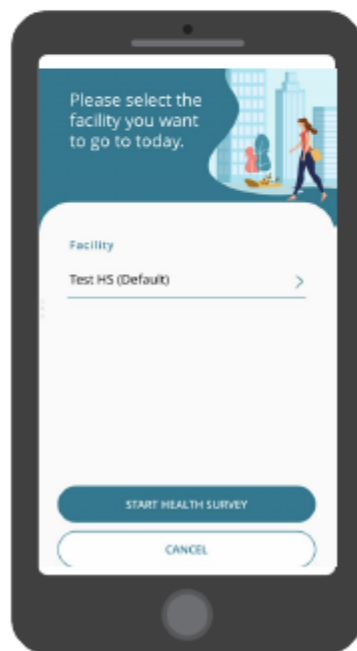 Please select the
facility you want
to go to today.
Facility
Test HS (Default)
START HEALTH SURVEY
CANCEL